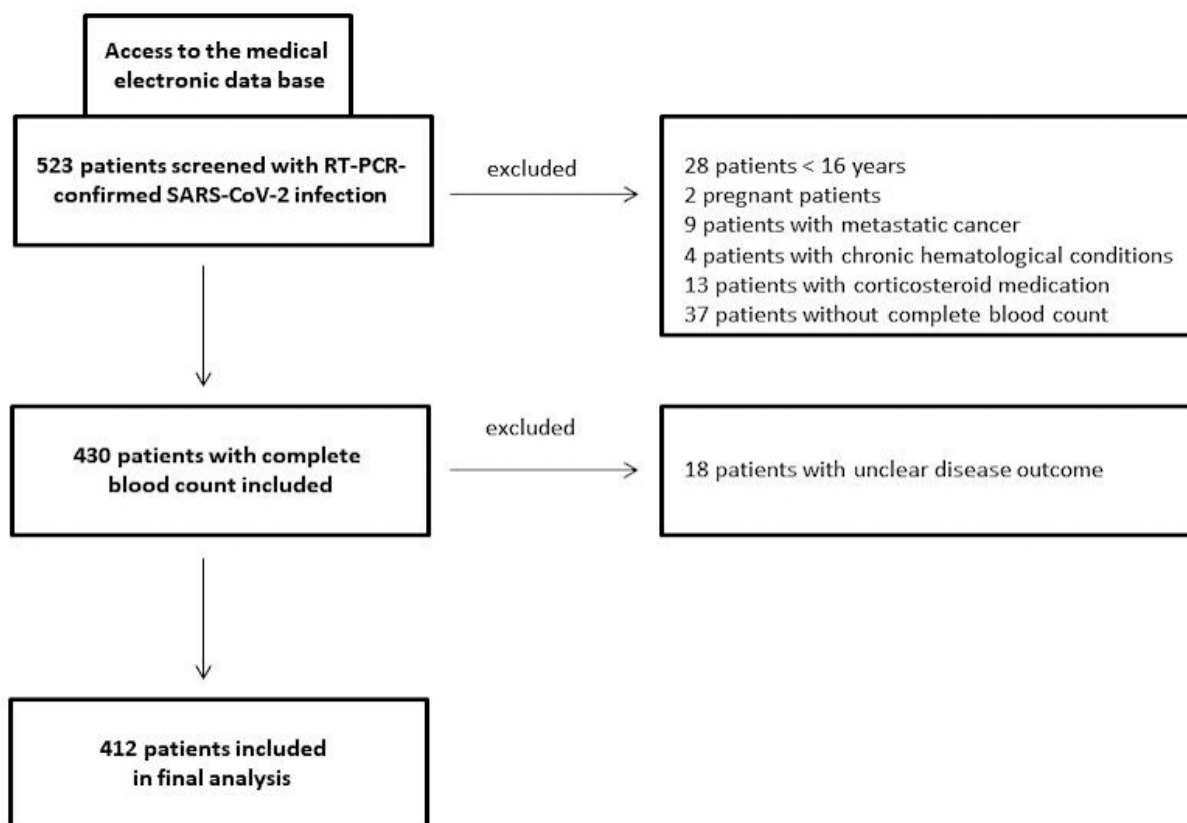 Access to the medical
electronic data base
523 patients screened with RT-PCR-
confirmed SARS-CoV-2 infection
excluded
28 patients < 16 years
2 pregnant patients
9 patients with metastatic cancer
4 patients with chronic hematological conditions
13 patients with corticosteroid medication
37 patients without complete blood count
430 patients with complete
blood count included
excluded
18 patients with unclear disease outcome
412 patients included
in final analysis